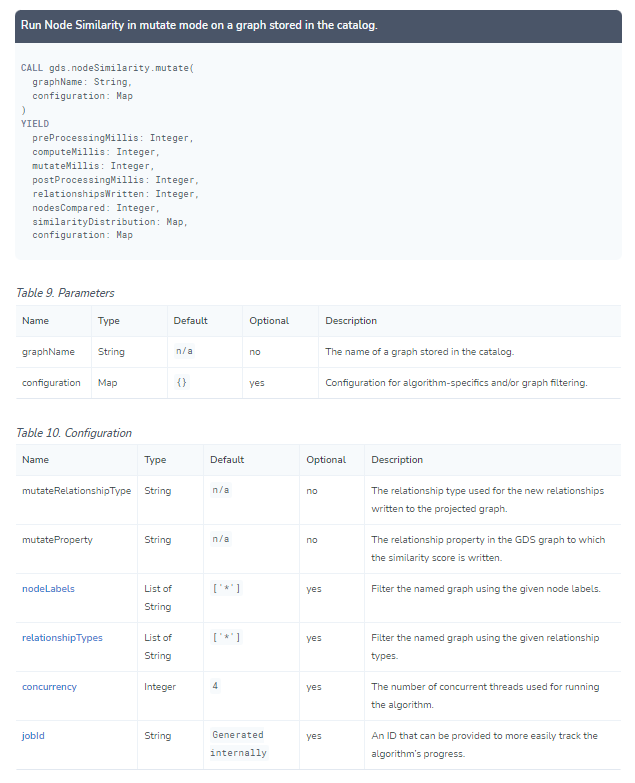 Run Node Similarity in mutate mode on a graph stored in the catalog.
CALL gds.nodeSimilarity.mutate(
  graphName: String,
  configuration: Map
)
YIELD
  preProcessingMillis: Integer,
  computeMillis: Integer,
  mutateMillis: Integer,
  postProcessingMillis: Integer,
  relationshipsWritten: Integer,
  nodesCompared: Integer,
  similarityDistribution: Map,
  configuration: Map
Table 9. Parameters
Name Type Default Optional Description
graphName String n/a no The name of a graph stored in the catalog.
configuration Map {} yes Configuration for algorithm-specifics and/or graph filtering.
Table 10. Configuration
Name Type Default Optional Description
mutateRelationshipType String n/a no The relationship type used for the new relationships
written to the projected graph.
mutateProperty String n/a no The relationship property in the GDS graph to which
the similarity score is written.
nodeLabels List of ['*'] yes Filter the named graph using the given node labels.
String
relationshipTypes List of ['*'] yes Filter the named graph using the given relationship
String types.
concurrency Integer 4 yes The number of concurrent threads used for running
the algorithm.
jobId String Generated yes An ID that can be provided to more easily track the
internally algorithm's progress.